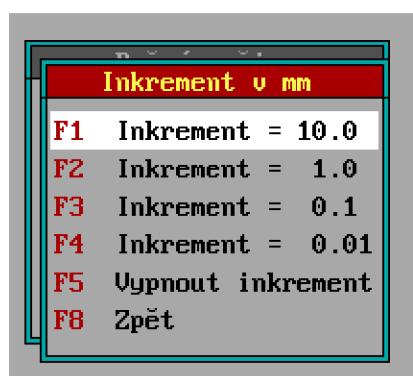 Inkrement v mm
F1 Inkrement = 10.0
F2 Inkrement = 1.0
F3 Inkrement = 0.1
F4 Inkrement = 0.01
F5 Vypnout inkrement
F8 Zpět